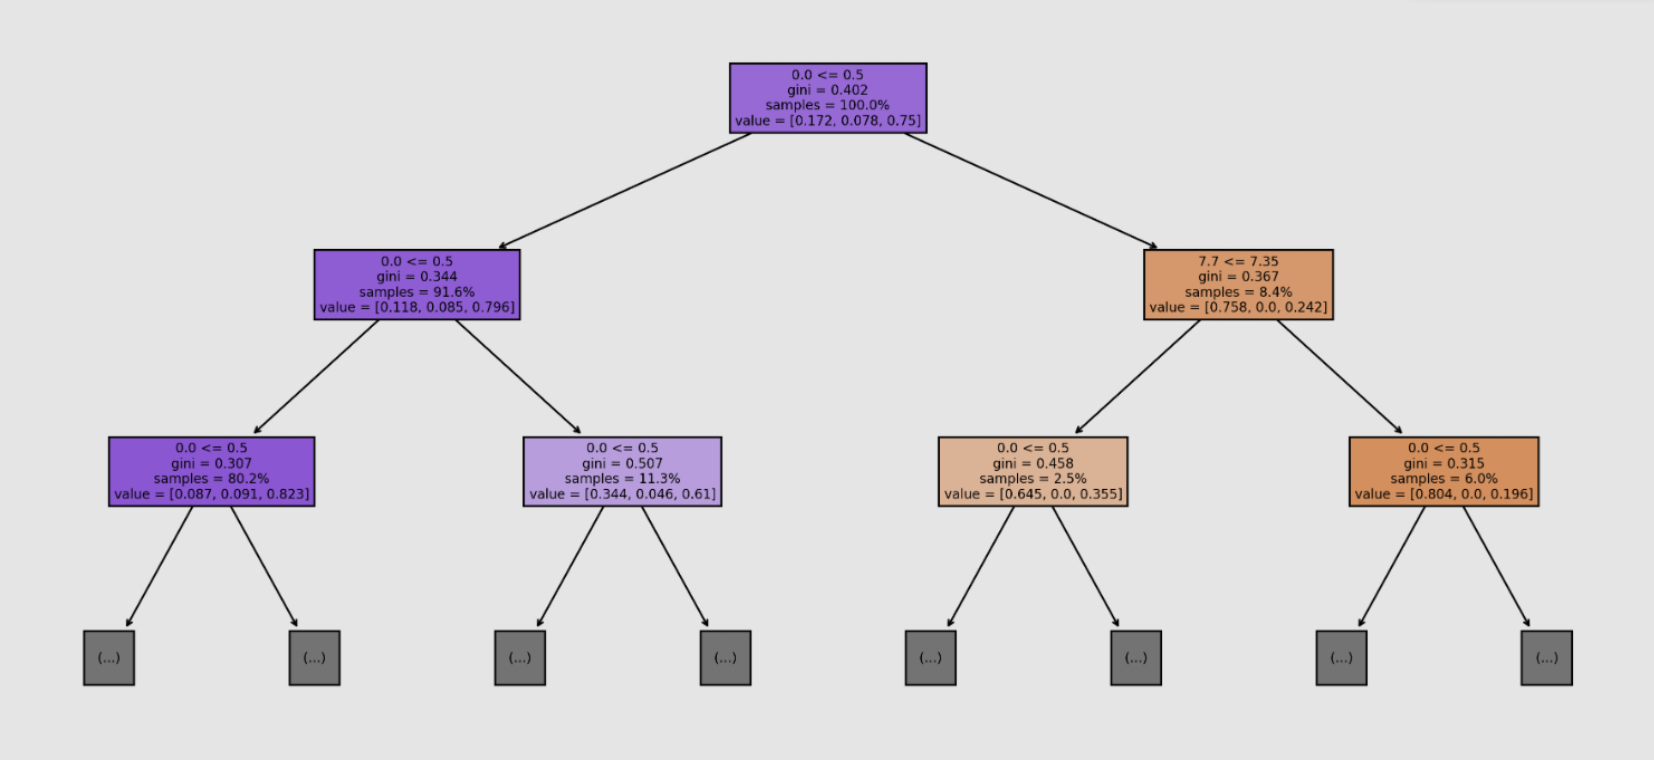 0.0 <= 0.5
gini = 0.402
samples = 100.0%
value = [0.172, 0.078, 0.75]
0.0 <= 0.5
gini = 0.344
samples = 91.6%
value = [0.118, 0.085, 0.796]
7.7 <= 7.35
gini = 0.367
samples = 8.4%
value = [0.758, 0.0, 0.242]
0.0 <= 0.5
gini = 0.307
samples = 80.2%
value = [0.087, 0.091, 0.823]
0.0 <= 0.5
gini = 0.507
samples = 11.3%
value = [0.344, 0.046, 0.61]
0.0 <= 0.5
gini = 0.458
samples = 2.5%
value = [0.645, 0.0, 0.355]
0.0 <= 0.5
gini = 0.315
samples = 6.0%
value = [0.804, 0.0, 0.196]
(...)
(...)
(...)
(...)
(...)
(...)
(...)
(...)